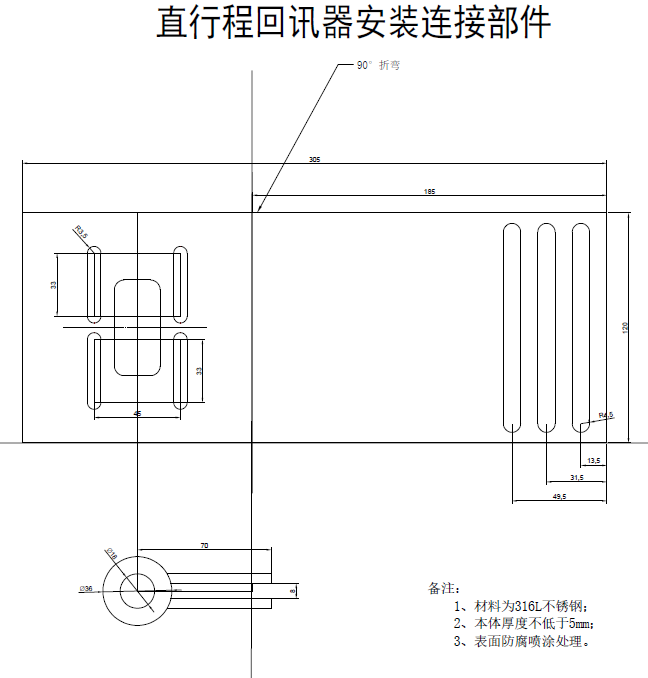 直行程回讯器安装连接部件
90° 折弯
305
185
R3,5
33
120
33
45
R4,5
13,5
31,5
49,5
70
Ø18
Ø36
8
备注：
1、材料为316L不锈钢；
2、本体厚度不低于5mm；
3、表面防腐喷涂处理。